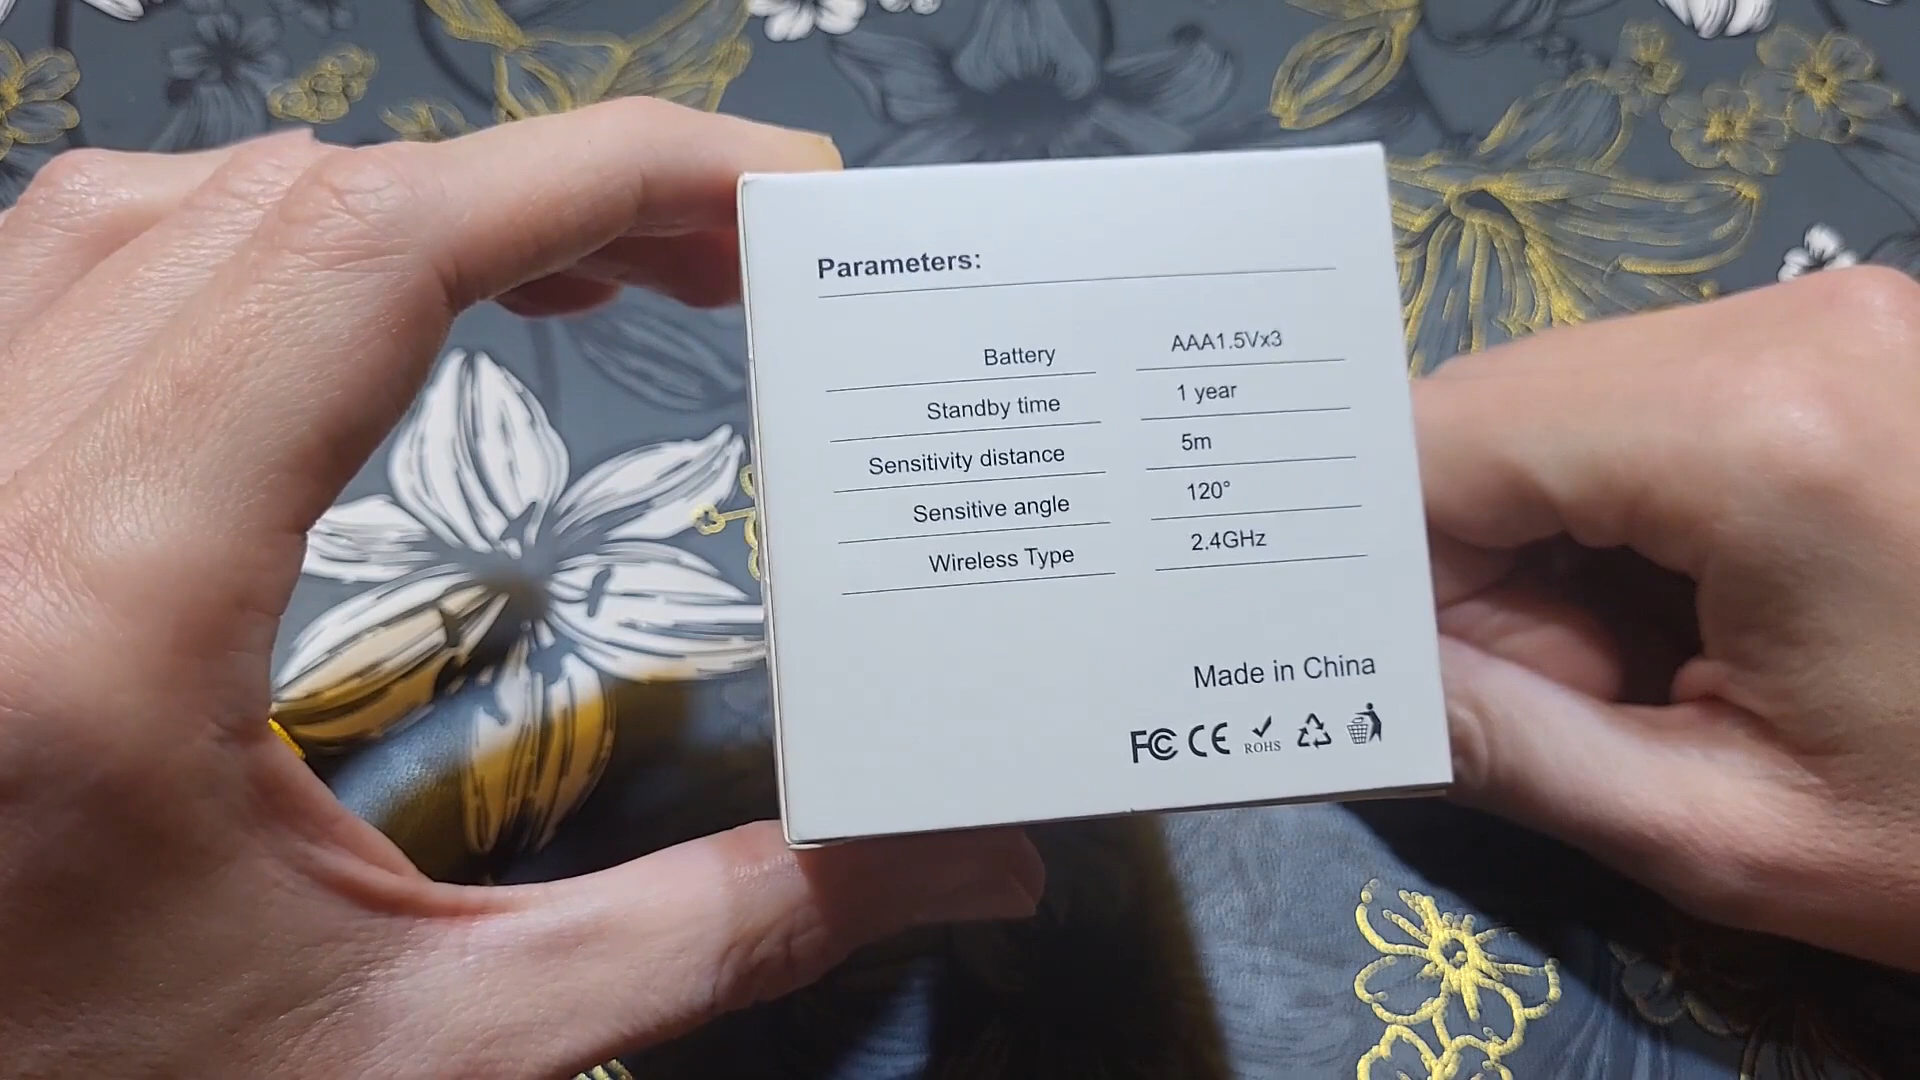 Parameters:
Battery AAA1.5Vx3
Standby time 1 year
Sensitivity distance 5m
Sensitive angle 120°
Wireless Type 2.4GHz
Made in China
FC CE ROHS